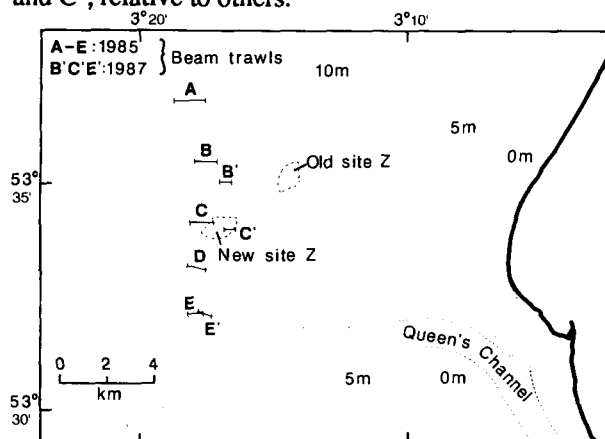 and C', relative to others.
3°20 3°10
A-E:1985
B'C'E':1987
Beam trawls
10m
A
5m
0m
B
B'
Old site Z
53°
35'
C
C'
New site Z
D
E
E'
Queen's Channel
0 2 4
km
5m 0m
53°
30'